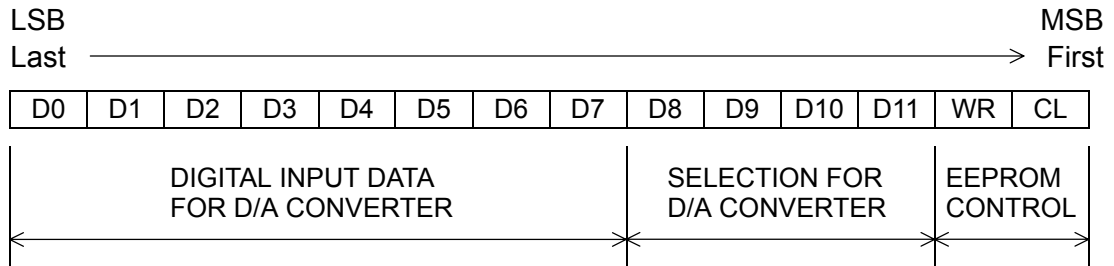 LSB MSB
Last First
D0 D1 D2 D3 D4 D5 D6 D7 D8 D9 D10 D11 WR CL
DIGITAL INPUT DATA SELECTION FOR EEPROM
FOR D/A CONVERTER D/A CONVERTER CONTROL